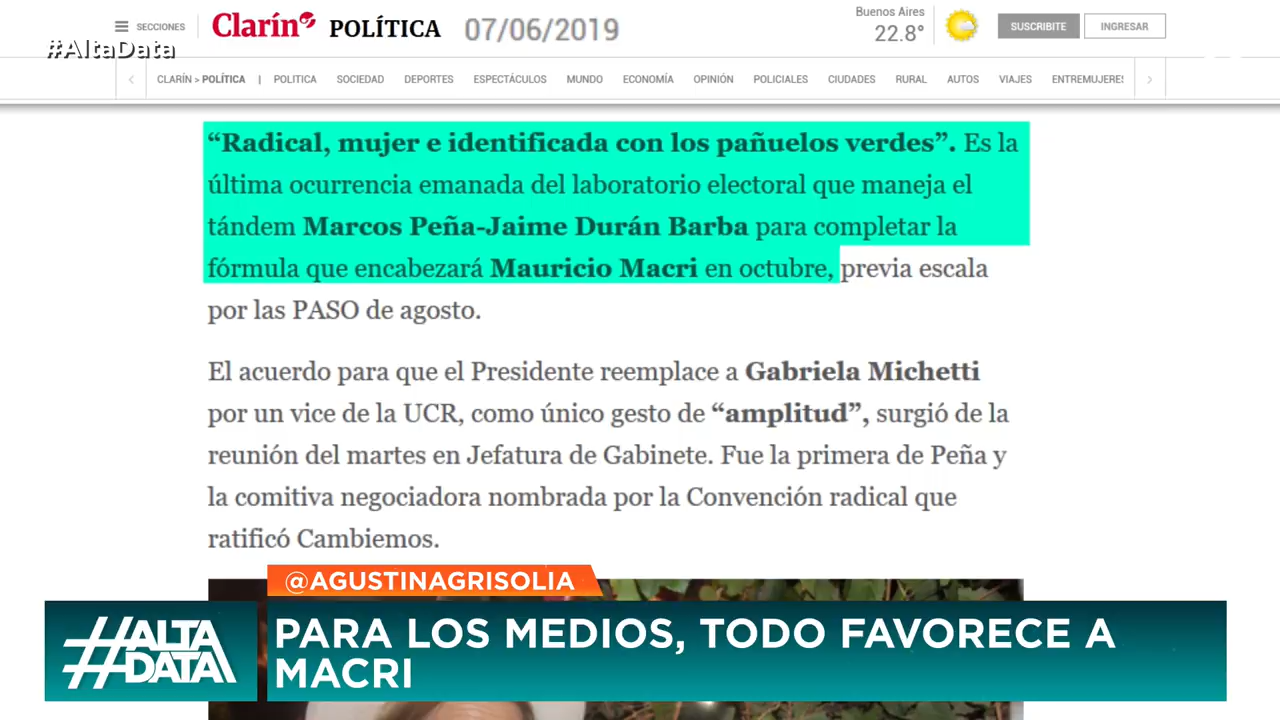 SECCIONES
Clarín
POLÍTICA
07/06/2019
Buenos Aires
22.8°
SUSCRIBITE
INGRESAR
#AltaData
CLARÍN > POLÍTICA | POLITICA SOCIEDAD DEPORTES ESPECTÁCULOS MUNDO ECONOMÍA OPINIÓN POLICIALES CIUDADES RURAL AUTOS VIAJES ENTREMUJERES
“Radical, mujer e identificada con los pañuelos verdes”. Es la
última ocurrencia emanada del laboratorio electoral que maneja el
tándem Marcos Peña-Jaime Durán Barba para completar la
fórmula que encabezará Mauricio Macri en octubre, previa escala
por las PASO de agosto.
El acuerdo para que el Presidente reemplace a Gabriela Michetti
por un vice de la UCR, como único gesto de “amplitud”, surgió de la
reunión del martes en Jefatura de Gabinete. Fue la primera de Peña y
la comitiva negociadora nombrada por la Convención radical que
ratificó Cambiemos.
@AGUSTINAGRISOLIA
#ALTA
DATA
PARA LOS MEDIOS, TODO FAVORECE A
MACRI